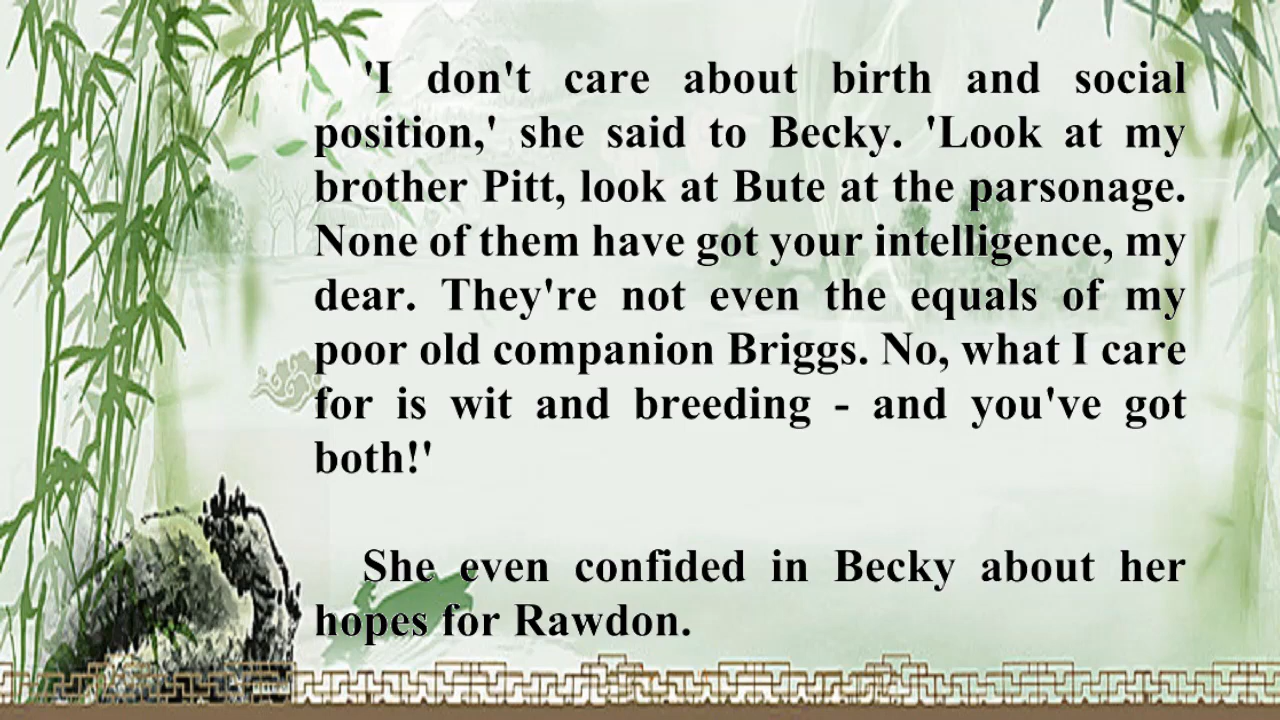 'I don't care about birth and social
position,' she said to Becky. 'Look at my
brother Pitt, look at Bute at the parsonage.
None of them have got your intelligence, my
dear. They're not even the equals of my
poor old companion Briggs. No, what I care
for is wit and breeding - and you've got
both!'
She even confided in Becky about her
hopes for Rawdon.